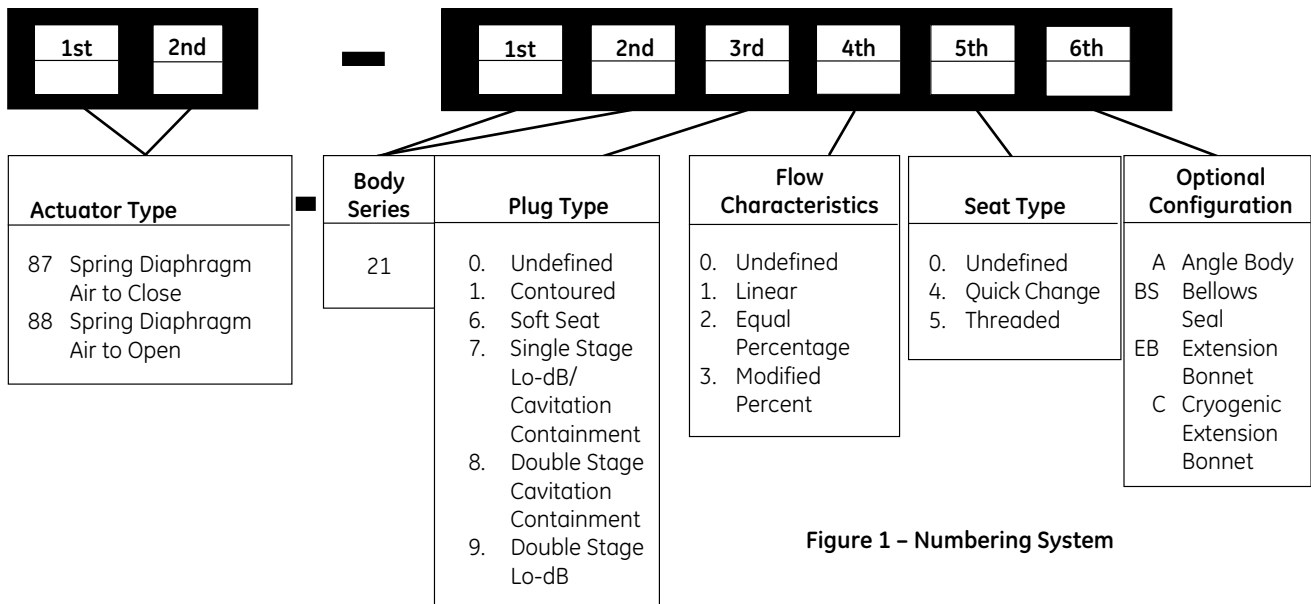 1st 2nd
1st 2nd 3rd 4th 5th 6th
Actuator Type
87 Spring Diaphragm
Air to Close
88 Spring Diaphragm
Air to Open
Body
Series
21
Plug Type
0. Undefined
1. Contoured
6. Soft Seat
7. Single Stage
Lo-dB/
Cavitation
Containment
8. Double Stage
Cavitation
Containment
9. Double Stage
Lo-dB
Flow
Characteristics
0. Undefined
1. Linear
2. Equal
Percentage
3. Modified
Percent
Seat Type
0. Undefined
4. Quick Change
5. Threaded
Optional
Configuration
A Angle Body
BS Bellows
Seal
EB Extension
Bonnet
C Cryogenic
Extension
Bonnet
Figure 1 – Numbering System